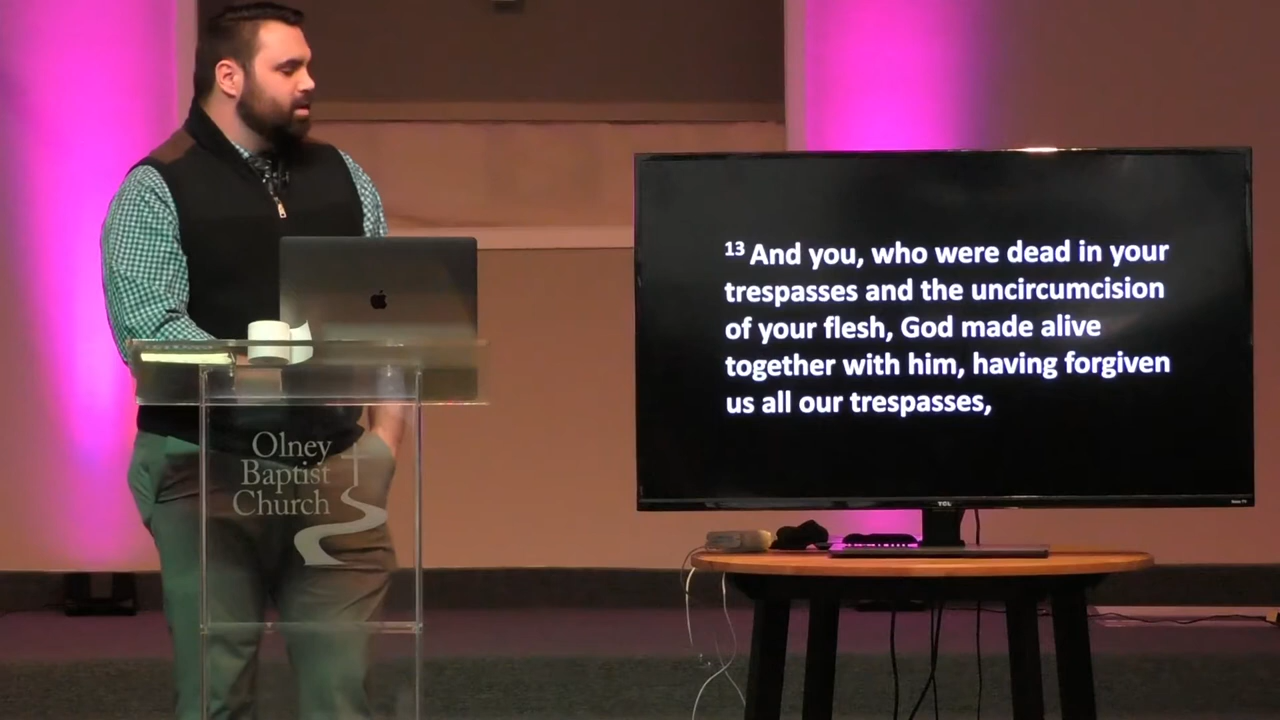 13 And you, who were dead in your
trespasses and the uncircumcision
of your flesh, God made alive
together with him, having forgiven
us all our trespasses,
TCL
Olney
Baptist
Church